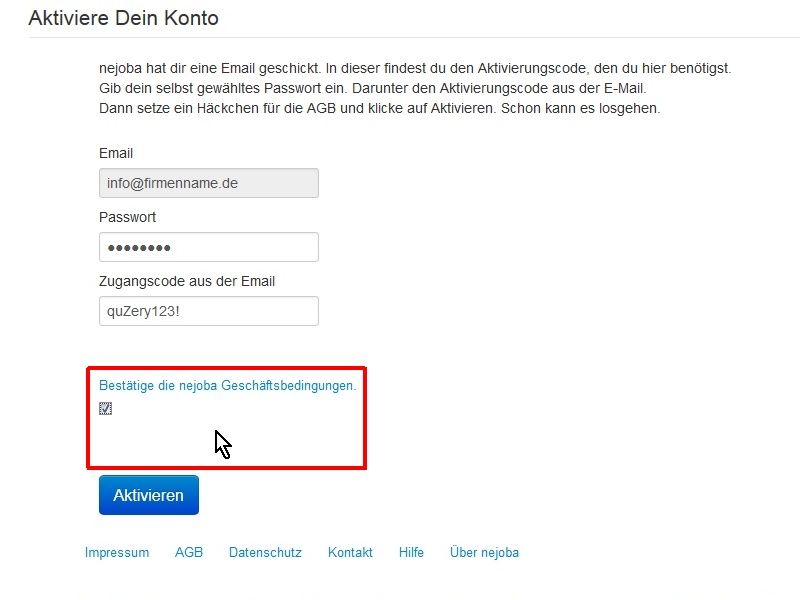 Aktiviere Dein Konto
nejoba hat dir eine Email geschickt. In dieser findest du den Aktivierungscode, den du hier benötigst.
Gib dein selbst gewähltes Passwort ein. Darunter den Aktivierungscode aus der E-Mail.
Dann setze ein Häckchen für die AGB und klicke auf Aktivieren. Schon kann es losgehen.
Email
info@firmenname.de
Passwort
••••••••
Zugangscode aus der Email
quZery123!
Bestätige die nejoba Geschäftsbedingungen.
Aktivieren
Impressum AGB Datenschutz Kontakt Hilfe Über nejoba